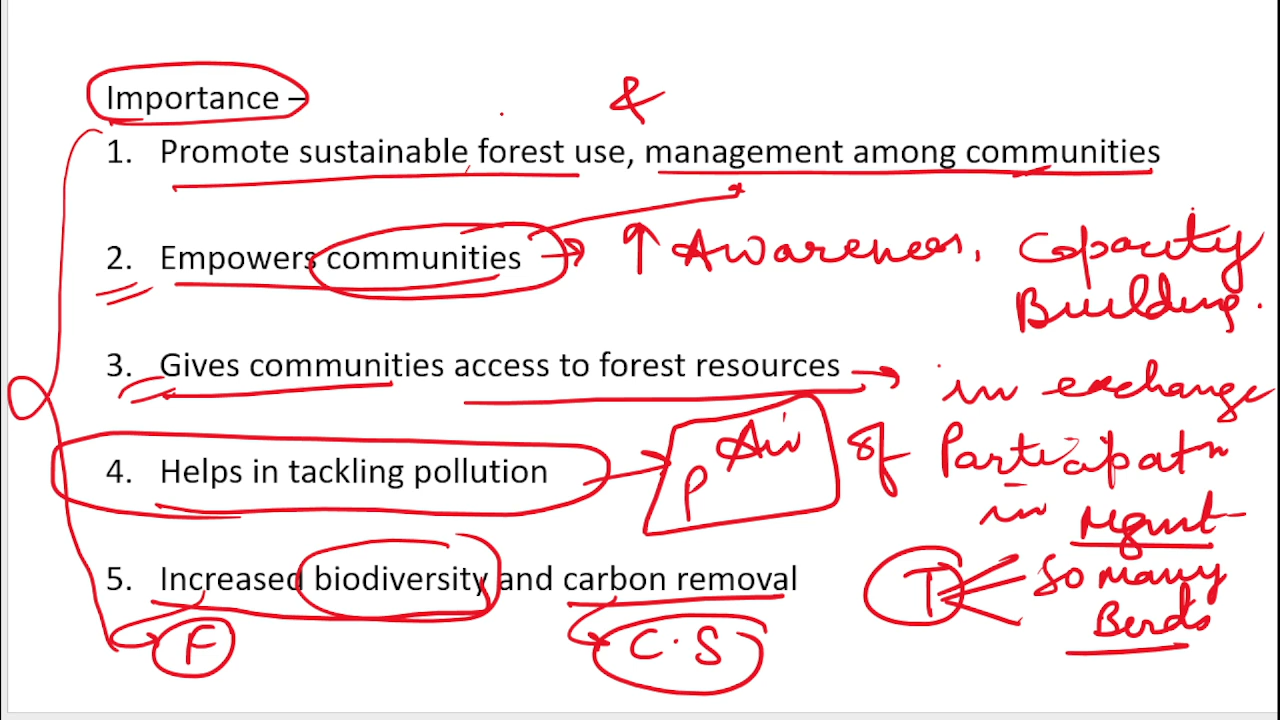 Importance –
&
1. Promote sustainable forest use, management among communities
2. Empowers communities → ↑ Awareness, Capacity
Building.
3. Gives communities access to forest resources → in exchange
of Participatn
in Mgmt
4. Helps in tackling pollution → Air P
5. Increased biodiversity and carbon removal
T so many
Berds
F
C.S